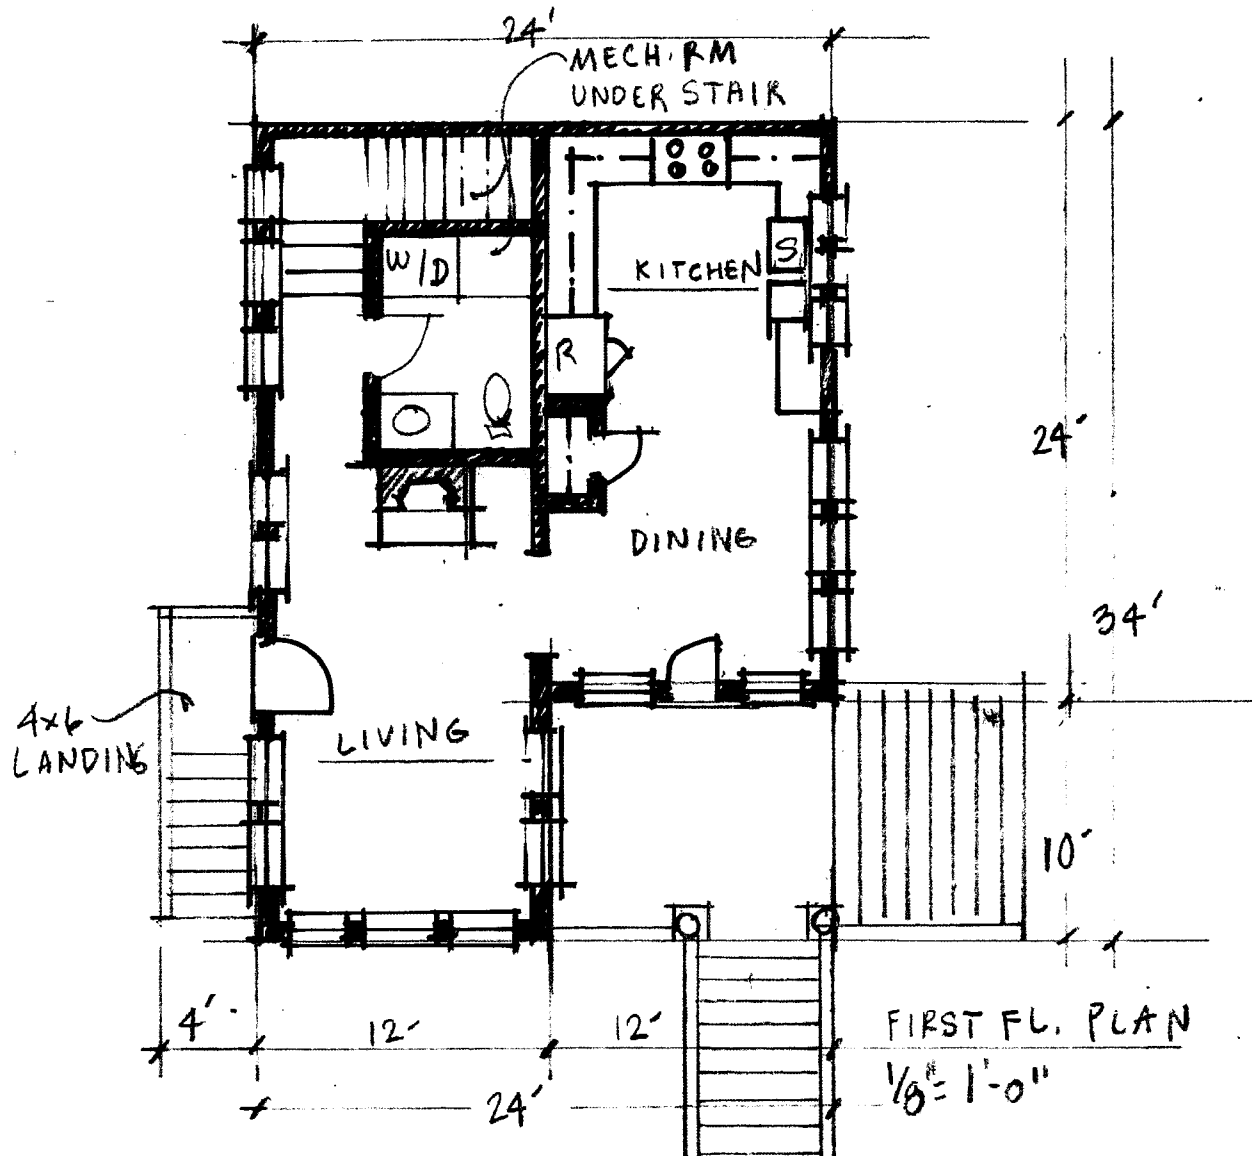 24'
MECH. RM
UNDER STAIR
W/D
KITCHEN
S
R
24'
DINING
34'
4x6
LANDING
LIVING
10'
4'
12'
12'
FIRST FL. PLAN
1/8" = 1'-0"
24'